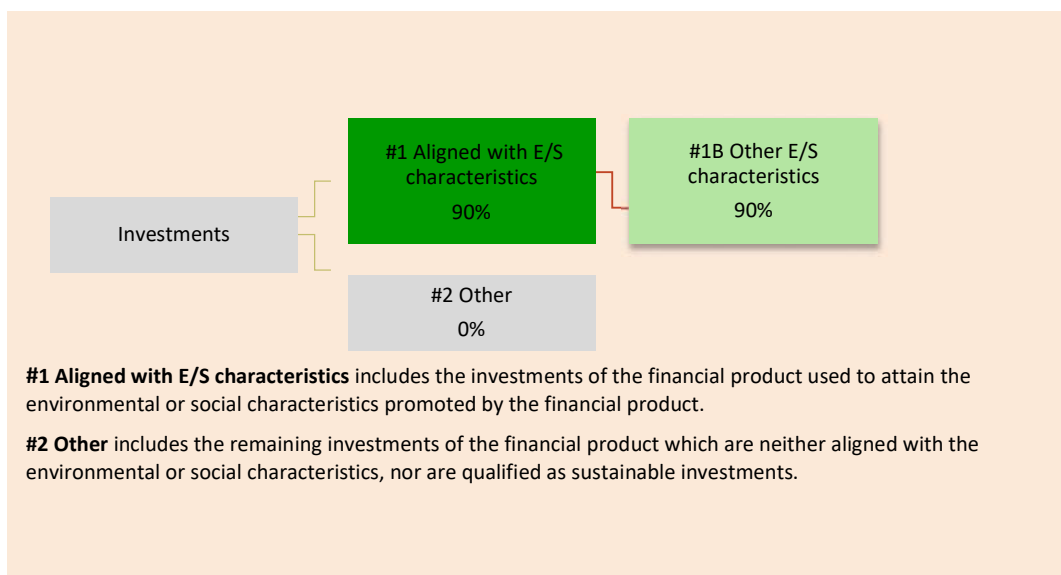 #1 Aligned with E/S
characteristics
90%
#1B Other E/S
characteristics
90%
Investments
#2 Other
0%
#1 Aligned with E/S characteristics includes the investments of the financial product used to attain the
environmental or social characteristics promoted by the financial product.
#2 Other includes the remaining investments of the financial product which are neither aligned with the
environmental or social characteristics, nor are qualified as sustainable investments.